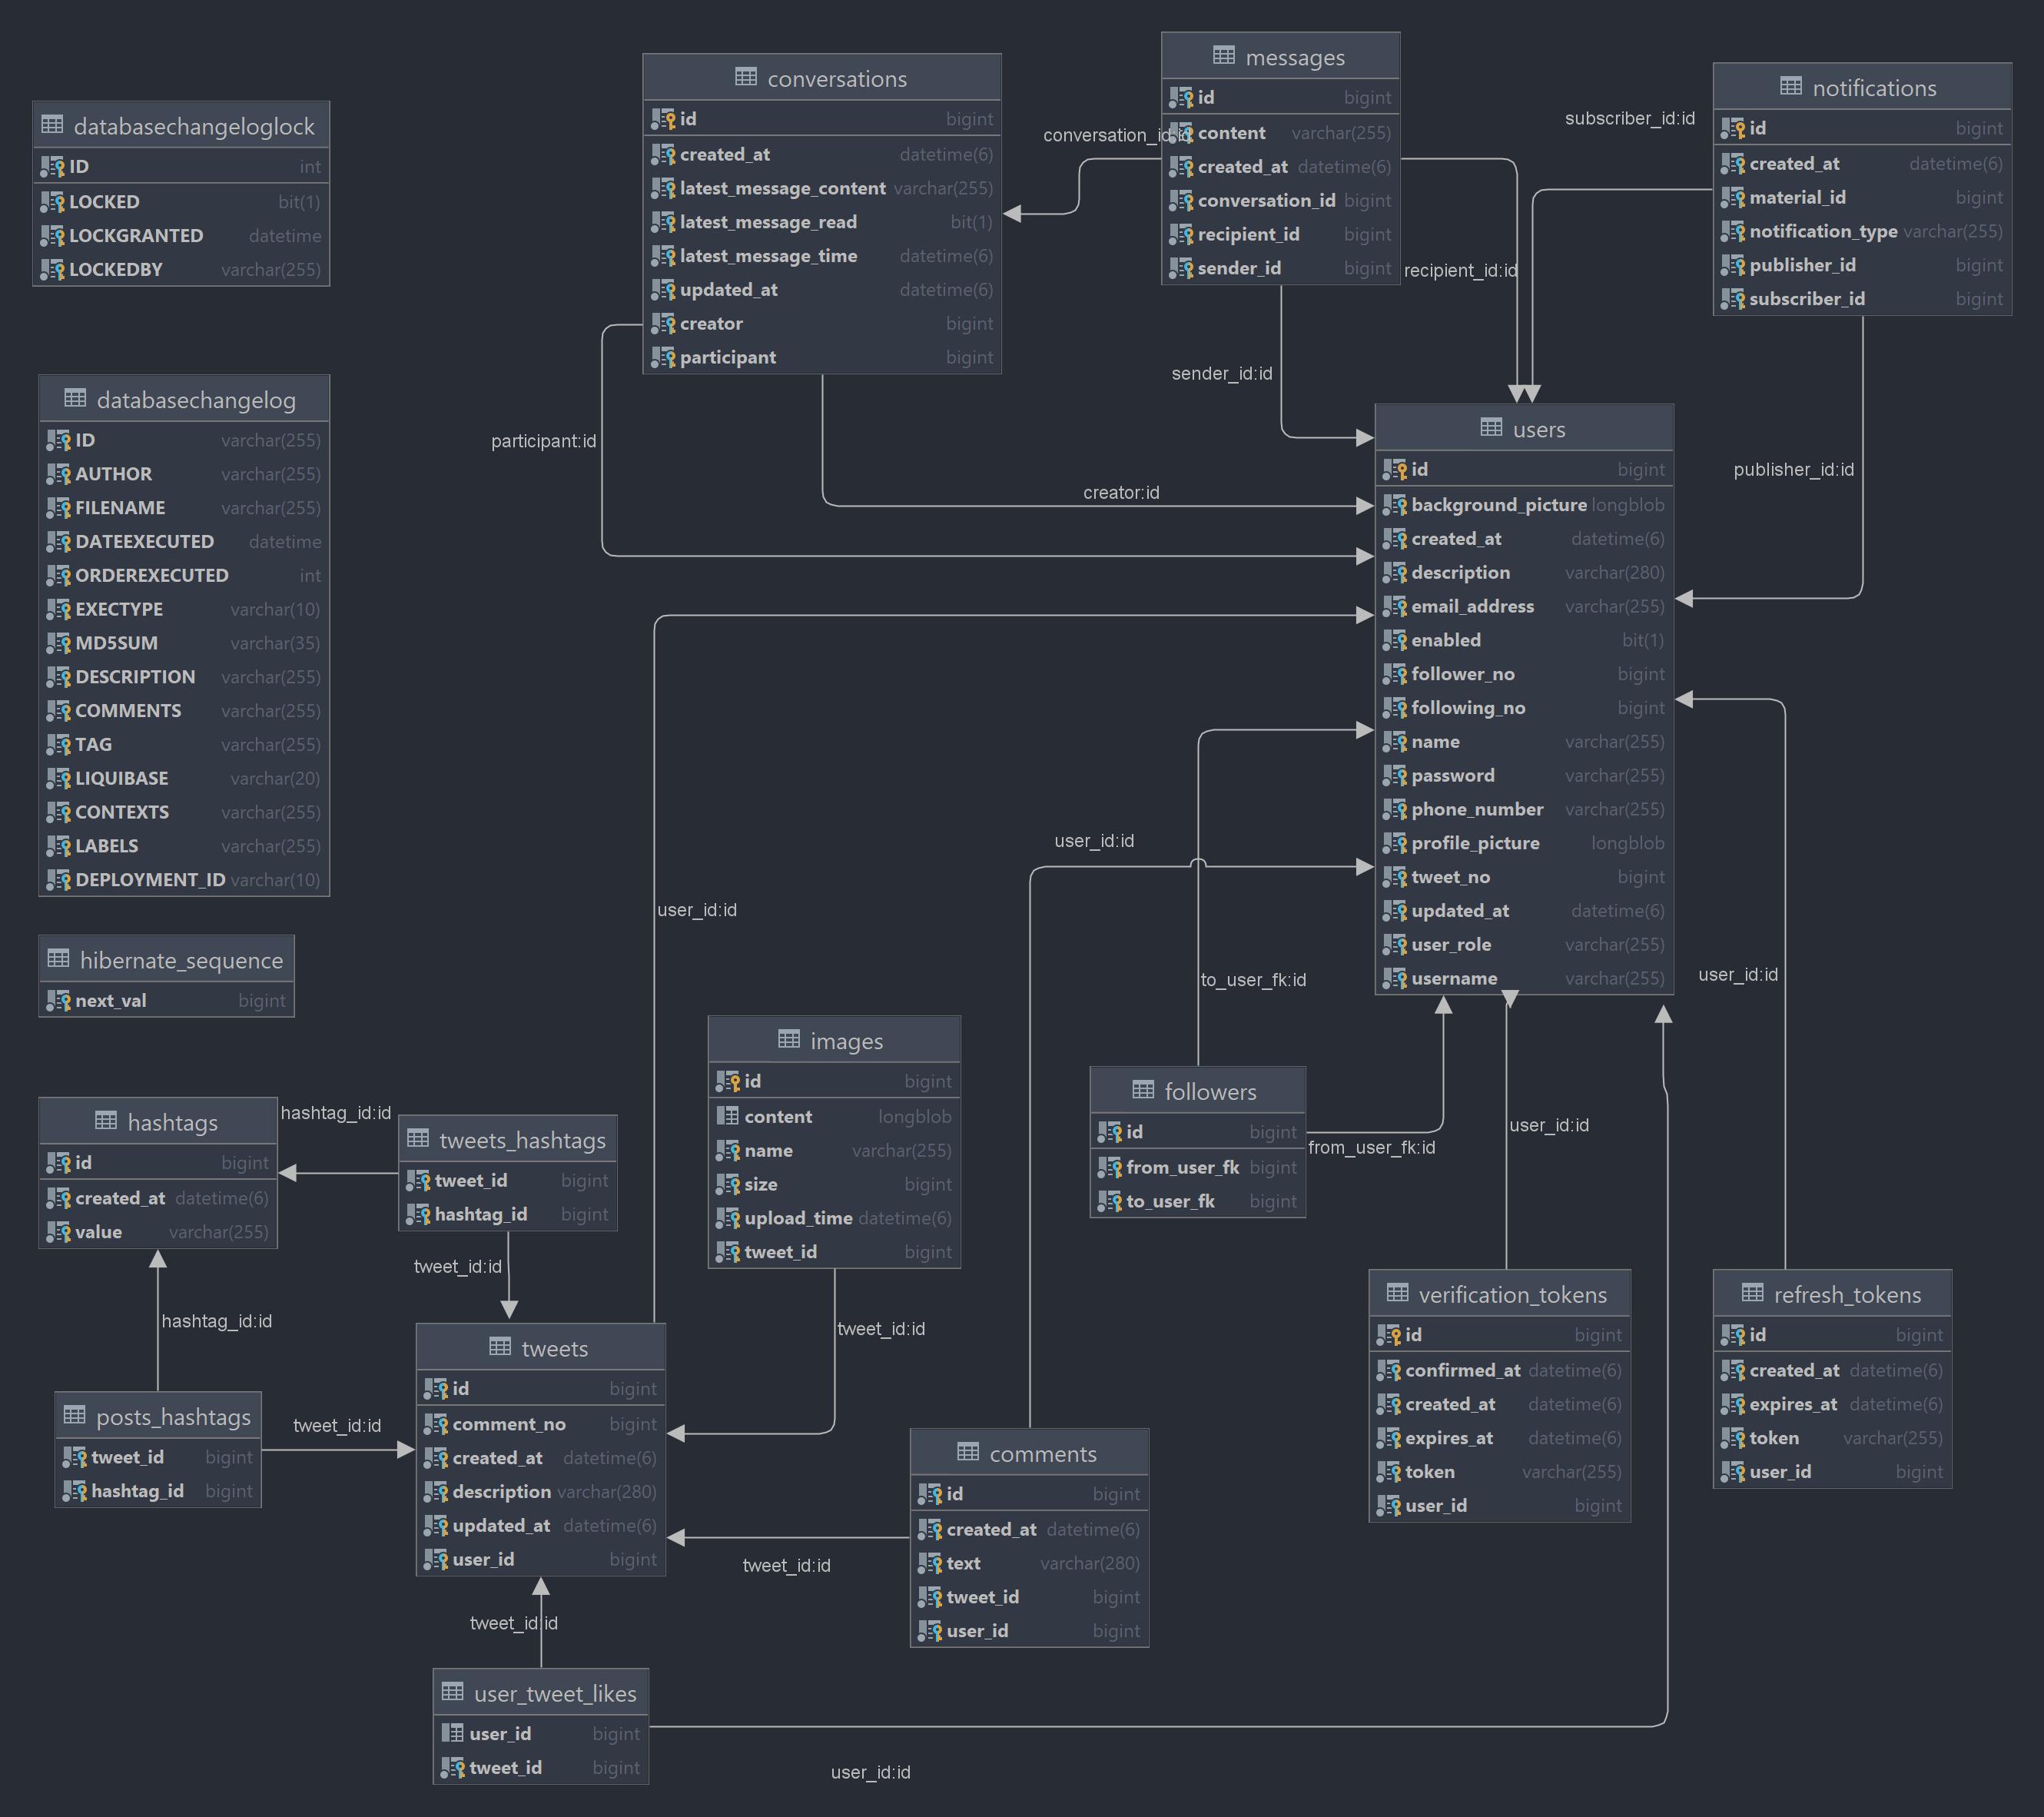 databasechangeloglock
ID int
LOCKED bit(1)
LOCKGRANTED datetime
LOCKEDBY varchar(255)
databasechangelog
ID varchar(255)
AUTHOR varchar(255)
FILENAME varchar(255)
DATEEXECUTED datetime
ORDEREXECUTED int
EXECTYPE varchar(10)
MD5SUM varchar(35)
DESCRIPTION varchar(255)
COMMENTS varchar(255)
TAG varchar(255)
LIQUIBASE varchar(20)
CONTEXTS varchar(255)
LABELS varchar(255)
DEPLOYMENT_ID varchar(10)
hibernate_sequence
next_val bigint
conversations
id bigint
created_at datetime(6)
latest_message_content varchar(255)
latest_message_read bit(1)
latest_message_time datetime(6)
updated_at datetime(6)
creator bigint
participant bigint
conversation_id:id
messages
id bigint
content varchar(255)
created_at datetime(6)
conversation_id bigint
recipient_id bigint
sender_id bigint
subscriber_id:id
notifications
id bigint
created_at datetime(6)
material_id bigint
notification_type varchar(255)
publisher_id bigint
subscriber_id bigint
recipient_id:id
sender_id:id
participant:id
creator:id
publisher_id:id
users
id bigint
background_picture longblob
created_at datetime(6)
description varchar(280)
email_address varchar(255)
enabled bit(1)
follower_no bigint
following_no bigint
name varchar(255)
password varchar(255)
phone_number varchar(255)
profile_picture longblob
tweet_no bigint
updated_at datetime(6)
user_role varchar(255)
username varchar(255)
user_id:id
user_id:id
to_user_fk:id
user_id:id
images
id bigint
content longblob
name varchar(255)
size bigint
upload_time datetime(6)
tweet_id bigint
followers
id bigint
from_user_fk bigint
to_user_fk bigint
from_user_fk:id
user_id:id
hashtags
id bigint
created_at datetime(6)
value varchar(255)
hashtag_id:id
tweets_hashtags
tweet_id bigint
hashtag_id bigint
tweet_id:id
hashtag_id:id
tweet_id:id
posts_hashtags
tweet_id bigint
hashtag_id bigint
tweet_id:id
tweets
id bigint
comment_no bigint
created_at datetime(6)
description varchar(280)
updated_at datetime(6)
user_id bigint
verification_tokens
id bigint
confirmed_at datetime(6)
created_at datetime(6)
expires_at datetime(6)
token varchar(255)
user_id bigint
refresh_tokens
id bigint
created_at datetime(6)
expires_at datetime(6)
token varchar(255)
user_id bigint
comments
id bigint
created_at datetime(6)
text varchar(280)
tweet_id bigint
user_id bigint
tweet_id:id
tweet_id:id
user_tweet_likes
user_id bigint
tweet_id bigint
user_id:id